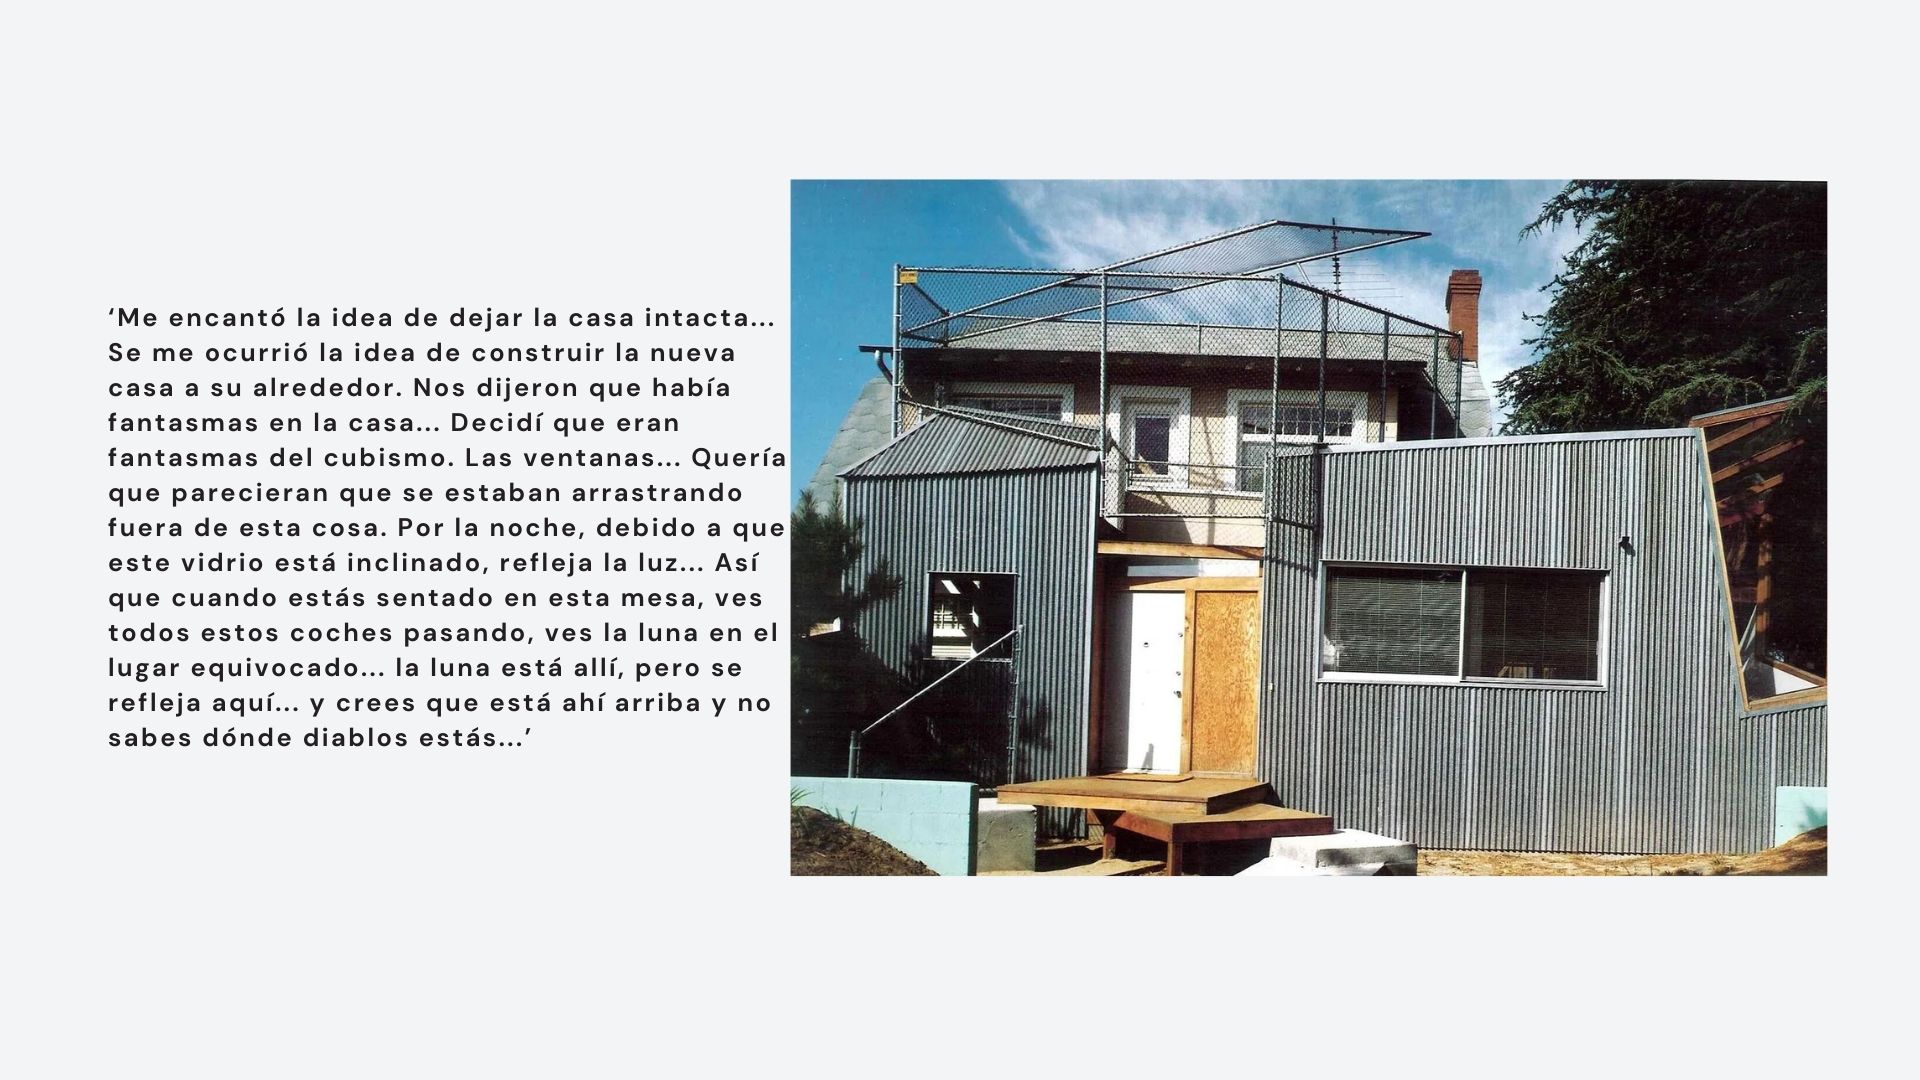 ‘Me encantó la idea de dejar la casa intacta...
Se me ocurrió la idea de construir la nueva
casa a su alrededor. Nos dijeron que había
fantasmas en la casa... Decidí que eran
fantasmas del cubismo. Las ventanas... Quería
que parecieran que se estaban arrastrando
fuera de esta cosa. Por la noche, debido a que
este vidrio está inclinado, refleja la luz... Así
que cuando estás sentado en esta mesa, ves
todos estos coches pasando, ves la luna en el
lugar equivocado... la luna está allí, pero se
refleja aquí... y crees que está ahí arriba y no
sabes dónde diablos estás...’